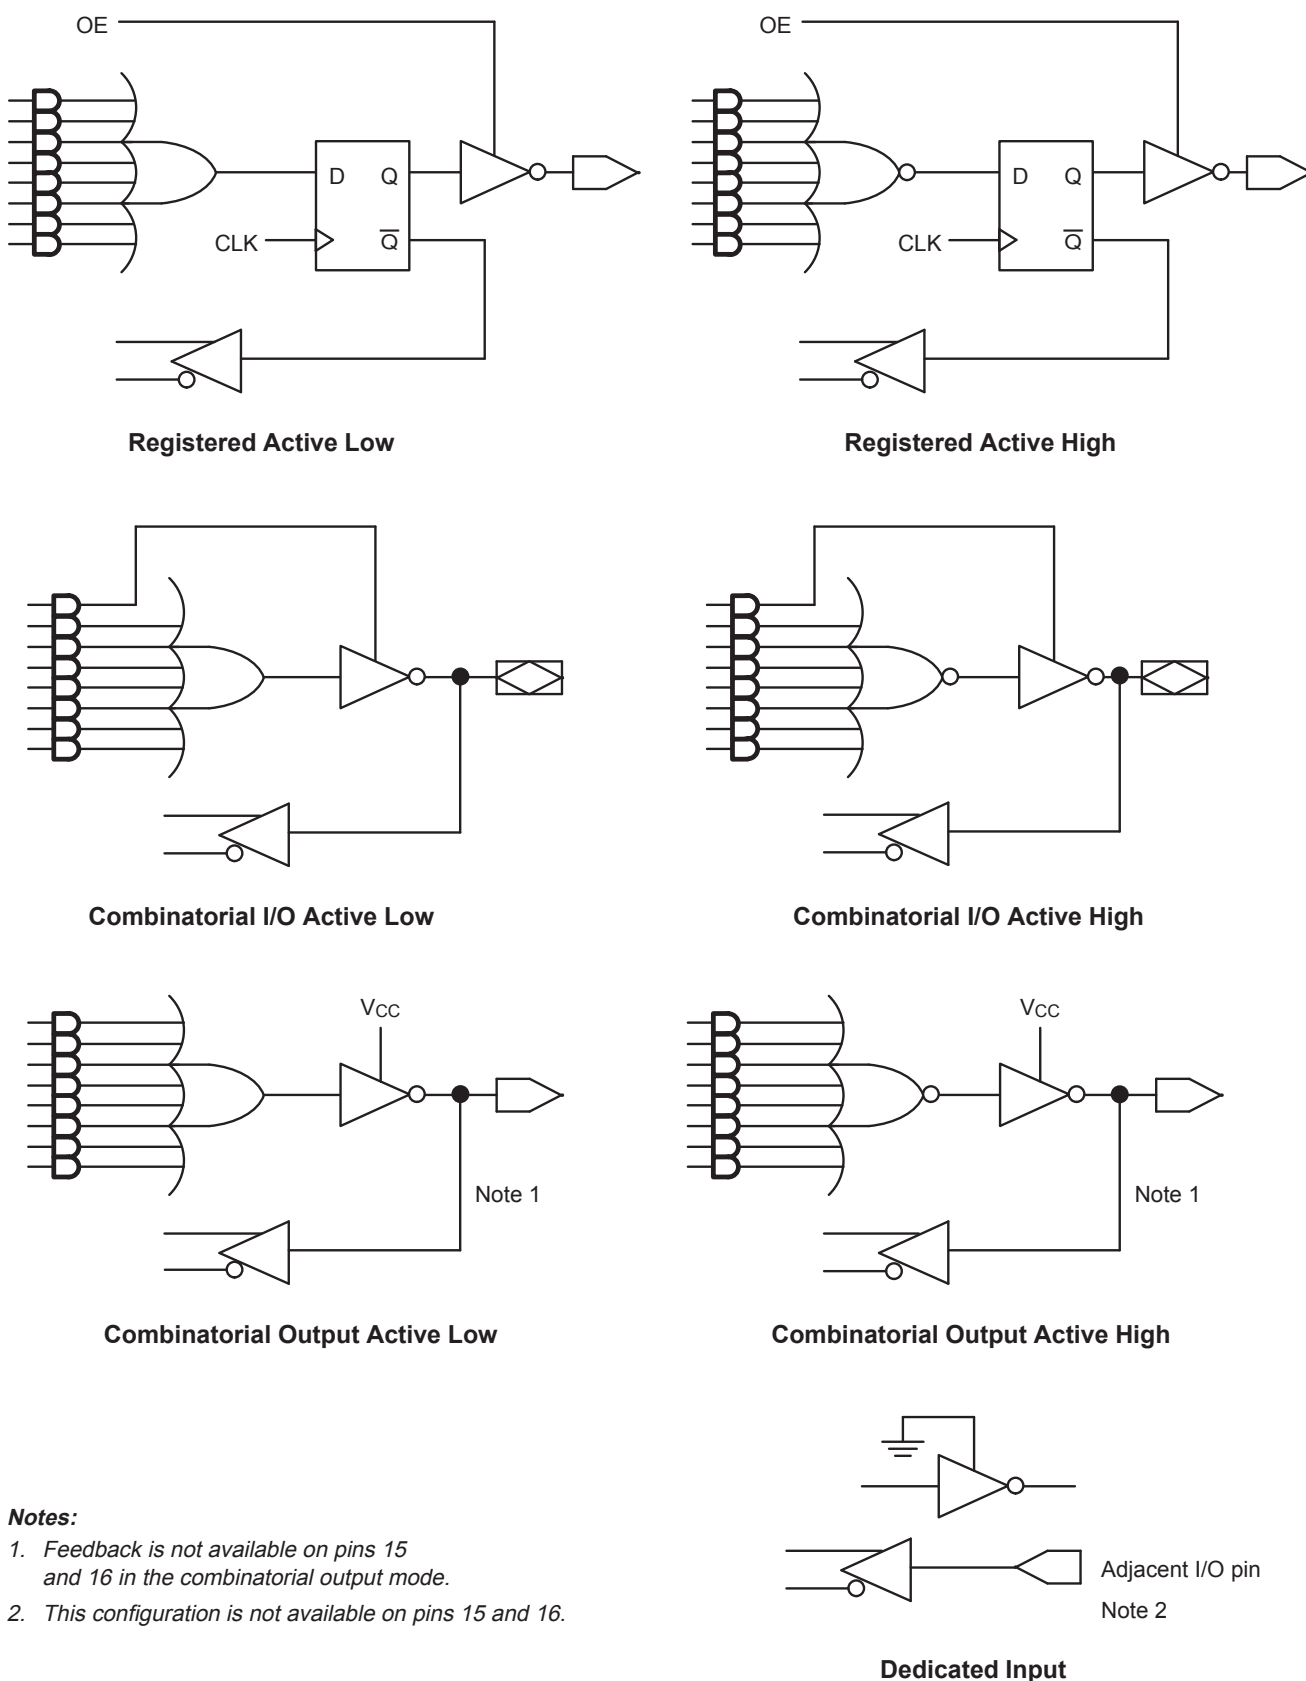 OE
D Q
CLK
Q
Registered Active Low
OE
D Q
CLK
Q
Registered Active High
Combinatorial I/O Active Low
Combinatorial I/O Active High
VCC
Note 1
Combinatorial Output Active Low
VCC
Note 1
Combinatorial Output Active High
Notes:
1. Feedback is not available on pins 15
and 16 in the combinatorial output mode.
2. This configuration is not available on pins 15 and 16.
Adjacent I/O pin
Note 2
Dedicated Input